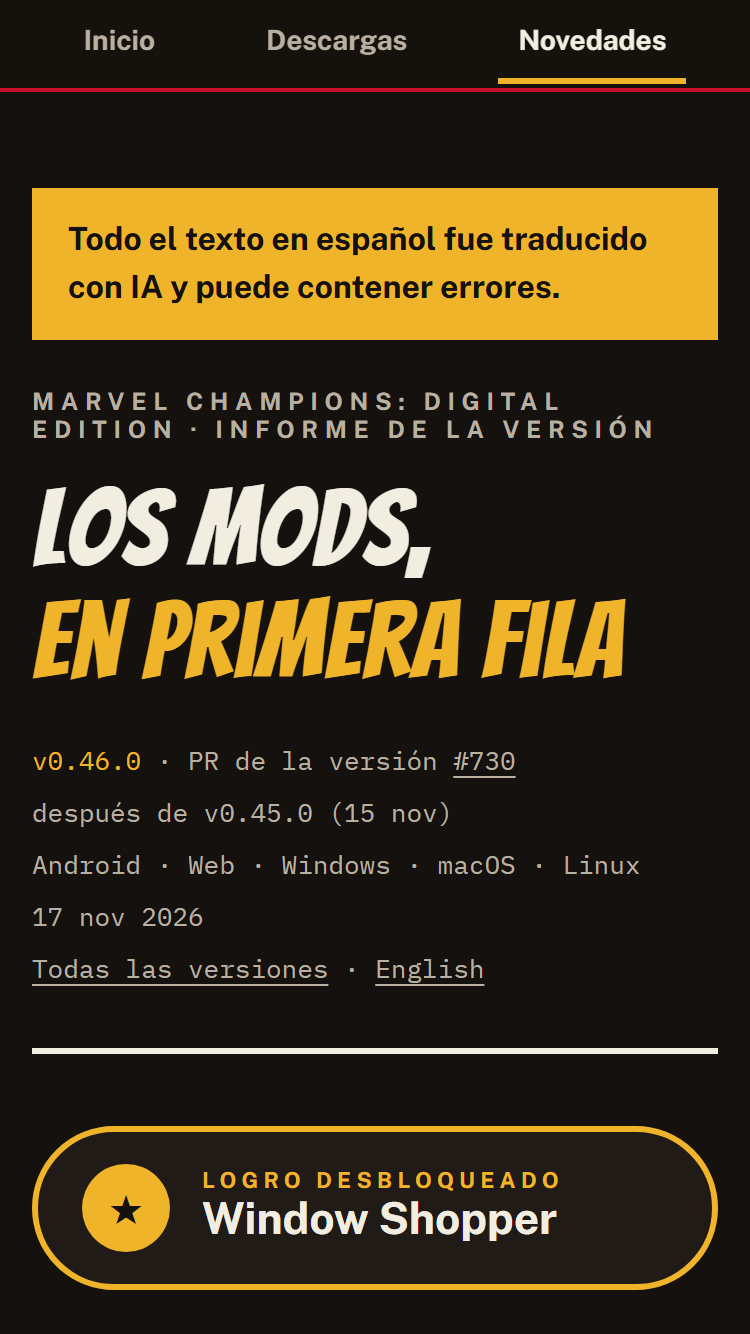 Inicio Descargas Novedades
Todo el texto en español fue traducido
con IA y puede contener errores.
MARVEL CHAMPIONS: DIGITAL
EDITION · INFORME DE LA VERSIÓN
LOS MODS,
EN PRIMERA FILA
v0.46.0 · PR de la versión #730
después de v0.45.0 (15 nov)
Android · Web · Windows · macOS · Linux
17 nov 2026
Todas las versiones · English
LOGRO DESBLOQUEADO
Window Shopper